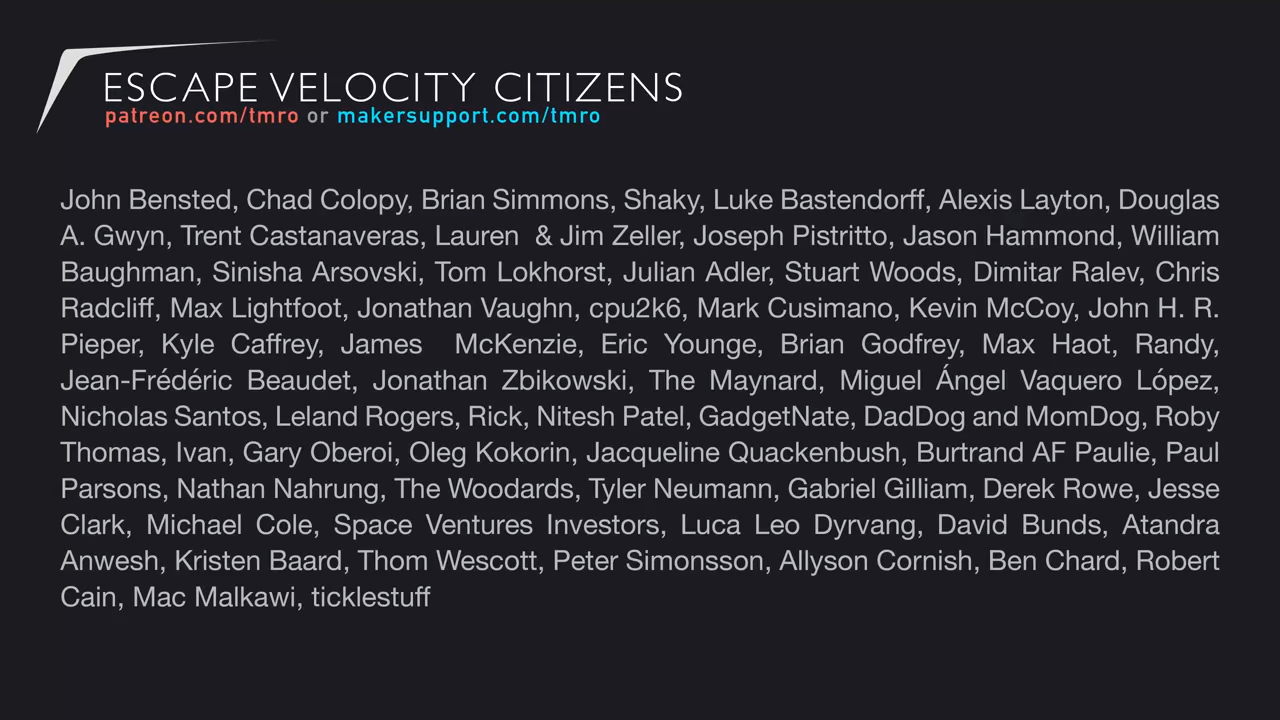 ESCAPE VELOCITY CITIZENS
patreon.com/tmro or makersupport.com/tmro
John Bensted, Chad Colopy, Brian Simmons, Shaky, Luke Bastendorff, Alexis Layton, Douglas
A. Gwyn, Trent Castanaveras, Lauren  & Jim Zeller, Joseph Pistritto, Jason Hammond, William
Baughman, Sinisha Arsovski, Tom Lokhorst, Julian Adler, Stuart Woods, Dimitar Ralev, Chris
Radcliff, Max Lightfoot, Jonathan Vaughn, cpu2k6, Mark Cusimano, Kevin McCoy, John H. R.
Pieper, Kyle Caffrey, James  McKenzie, Eric Younge, Brian Godfrey, Max Haot, Randy,
Jean-Frédéric Beaudet, Jonathan Zbikowski, The Maynard, Miguel Ángel Vaquero López,
Nicholas Santos, Leland Rogers, Rick, Nitesh Patel, GadgetNate, DadDog and MomDog, Roby
Thomas, Ivan, Gary Oberoi, Oleg Kokorin, Jacqueline Quackenbush, Burtrand AF Paulie, Paul
Parsons, Nathan Nahrung, The Woodards, Tyler Neumann, Gabriel Gilliam, Derek Rowe, Jesse
Clark, Michael Cole, Space Ventures Investors, Luca Leo Dyrvang, David Bunds, Atandra
Anwesh, Kristen Baard, Thom Wescott, Peter Simonsson, Allyson Cornish, Ben Chard, Robert
Cain, Mac Malkawi, ticklestuff